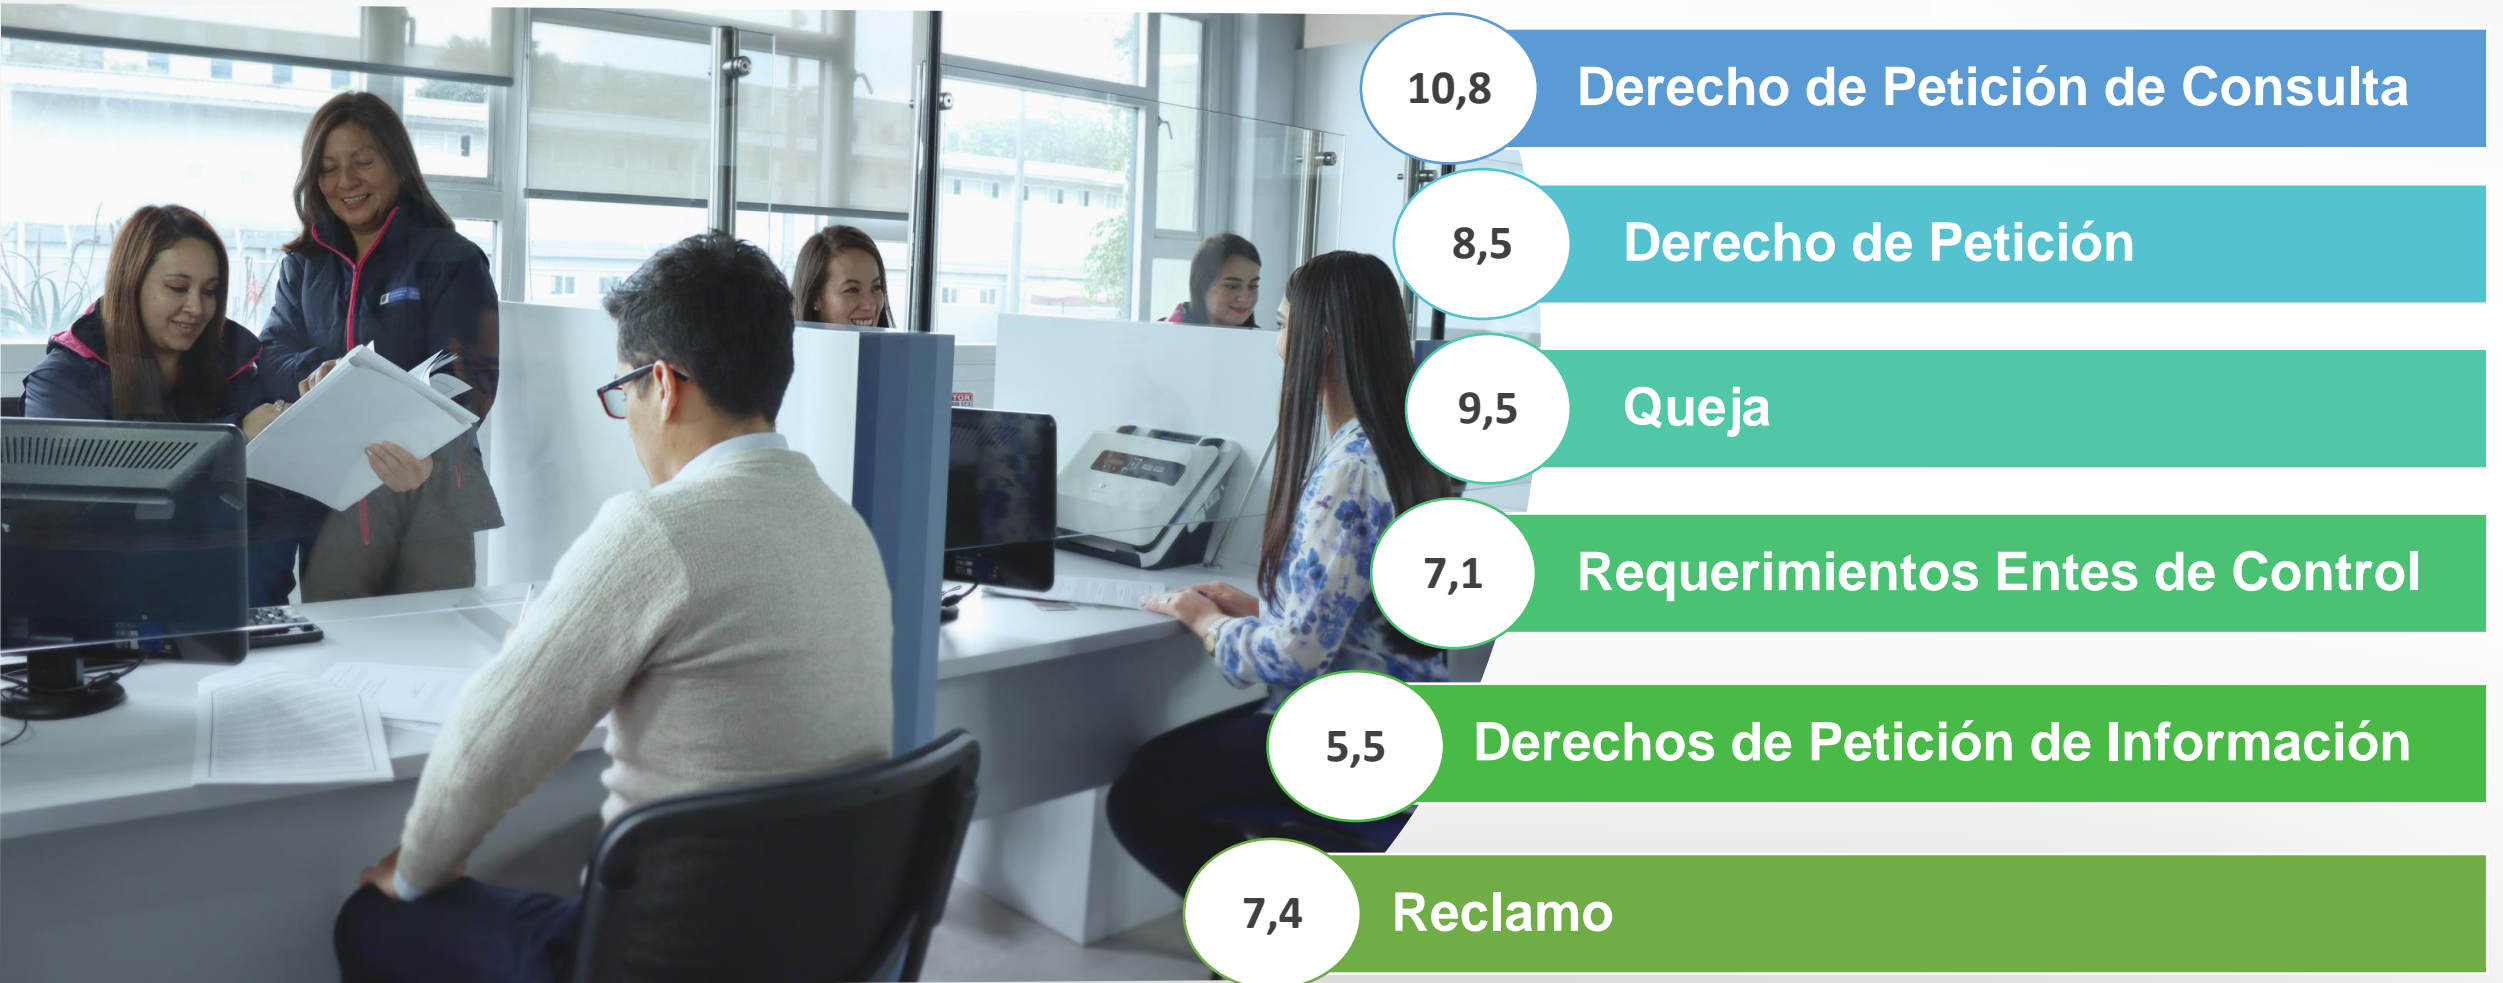 10,8 Derecho de Petición de Consulta
8,5 Derecho de Petición
9,5 Queja
7,1 Requerimientos Entes de Control
5,5 Derechos de Petición de Información
7,4 Reclamo